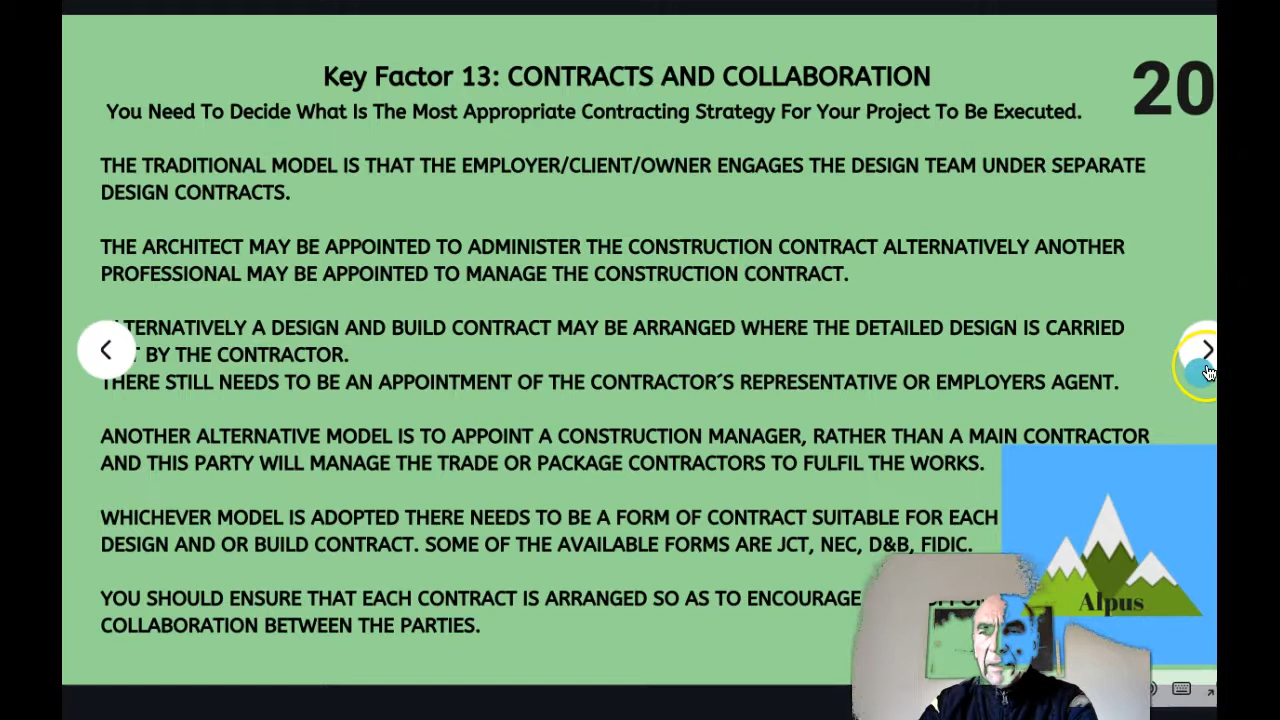 Key Factor 13: CONTRACTS AND COLLABORATION
20
You Need To Decide What Is The Most Appropriate Contracting Strategy For Your Project To Be Executed.
THE TRADITIONAL MODEL IS THAT THE EMPLOYER/CLIENT/OWNER ENGAGES THE DESIGN TEAM UNDER SEPARATE
DESIGN CONTRACTS.
THE ARCHITECT MAY BE APPOINTED TO ADMINISTER THE CONSTRUCTION CONTRACT ALTERNATIVELY ANOTHER
PROFESSIONAL MAY BE APPOINTED TO MANAGE THE CONSTRUCTION CONTRACT.
ALTERNATIVELY A DESIGN AND BUILD CONTRACT MAY BE ARRANGED WHERE THE DETAILED DESIGN IS CARRIED
BY THE CONTRACTOR.
THERE STILL NEEDS TO BE AN APPOINTMENT OF THE CONTRACTOR´S REPRESENTATIVE OR EMPLOYERS AGENT.
ANOTHER ALTERNATIVE MODEL IS TO APPOINT A CONSTRUCTION MANAGER, RATHER THAN A MAIN CONTRACTOR
AND THIS PARTY WILL MANAGE THE TRADE OR PACKAGE CONTRACTORS TO FULFIL THE WORKS.
WHICHEVER MODEL IS ADOPTED THERE NEEDS TO BE A FORM OF CONTRACT SUITABLE FOR EACH
DESIGN AND OR BUILD CONTRACT. SOME OF THE AVAILABLE FORMS ARE JCT, NEC, D&B, FIDIC.
YOU SHOULD ENSURE THAT EACH CONTRACT IS ARRANGED SO AS TO ENCOURAGE
COLLABORATION BETWEEN THE PARTIES.
Alpus